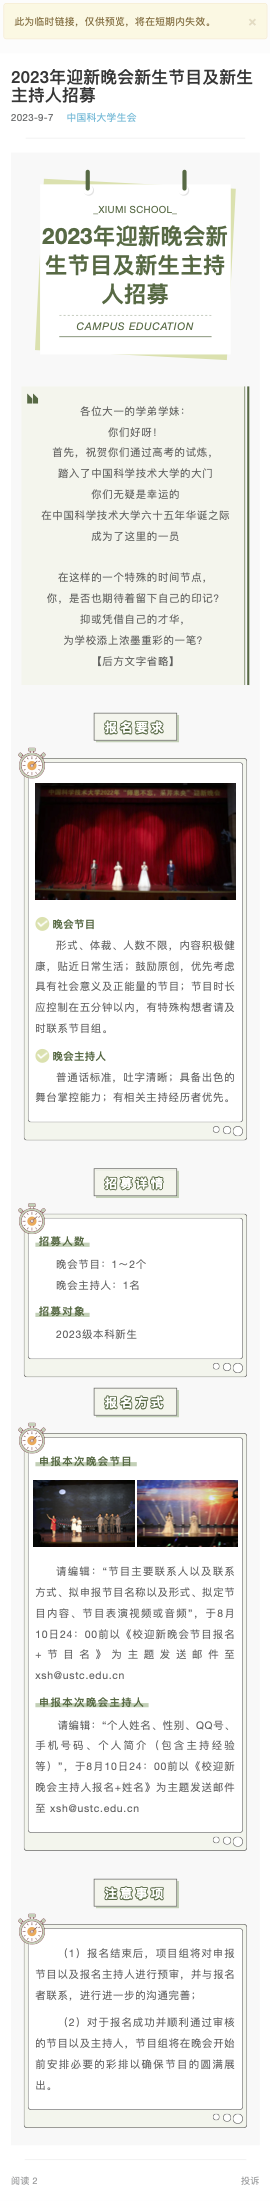 此为临时链接，仅供预览，将在短期内失效。 ×
2023年迎新晚会新生节目及新生
主持人招募
2023-9-7 中国科大学生会
_XIUMI SCHOOL_
2023年迎新晚会新
生节目及新生主持
人招募
CAMPUS EDUCATION
各位大一的学弟学妹：
你们好呀！
首先，祝贺你们通过高考的试炼，
踏入了中国科学技术大学的大门
你们无疑是幸运的
在中国科学技术大学六十五年华诞之际
成为了这里的一员
在这样的一个特殊的时间节点，
你，是否也期待着留下自己的印记？
抑或凭借自己的才华，
为学校添上浓墨重彩的一笔？
【后方文字省略】
报名要求
晚会节目
形式、体裁、人数不限，内容积极健
康，贴近日常生活；鼓励原创，优先考虑
具有社会意义及正能量的节目；节目时长
应控制在五分钟以内，有特殊构想者请及
时联系节目组。
晚会主持人
普通话标准，吐字清晰；具备出色的
舞台掌控能力；有相关主持经历者优先。
招募详情
招募人数
晚会节目：1～2个
晚会主持人：1名
招募对象
2023级本科新生
报名方式
申报本次晚会节目
请编辑：“节目主要联系人以及联系
方式、拟申报节目名称以及形式、拟定节
目内容、节目表演视频或音频”，于8月
10日24：00前以《校迎新晚会节目报名
+节目名》为主题发送邮件至
xsh@ustc.edu.cn
申报本次晚会主持人
请编辑：“个人姓名、性别、QQ号、
手机号码、个人简介（包含主持经验
等）”，于8月10日24：00前以《校迎新
晚会主持人报名+姓名》为主题发送邮件
至 xsh@ustc.edu.cn
注意事项
（1）报名结束后，项目组将对申报
节目以及报名主持人进行预审，并与报名
者联系，进行进一步的沟通完善；
（2）对于报名成功并顺利通过审核
的节目以及主持人，节目组将在晚会开始
前安排必要的彩排以确保节目的圆满展
出。
阅读 2 投诉